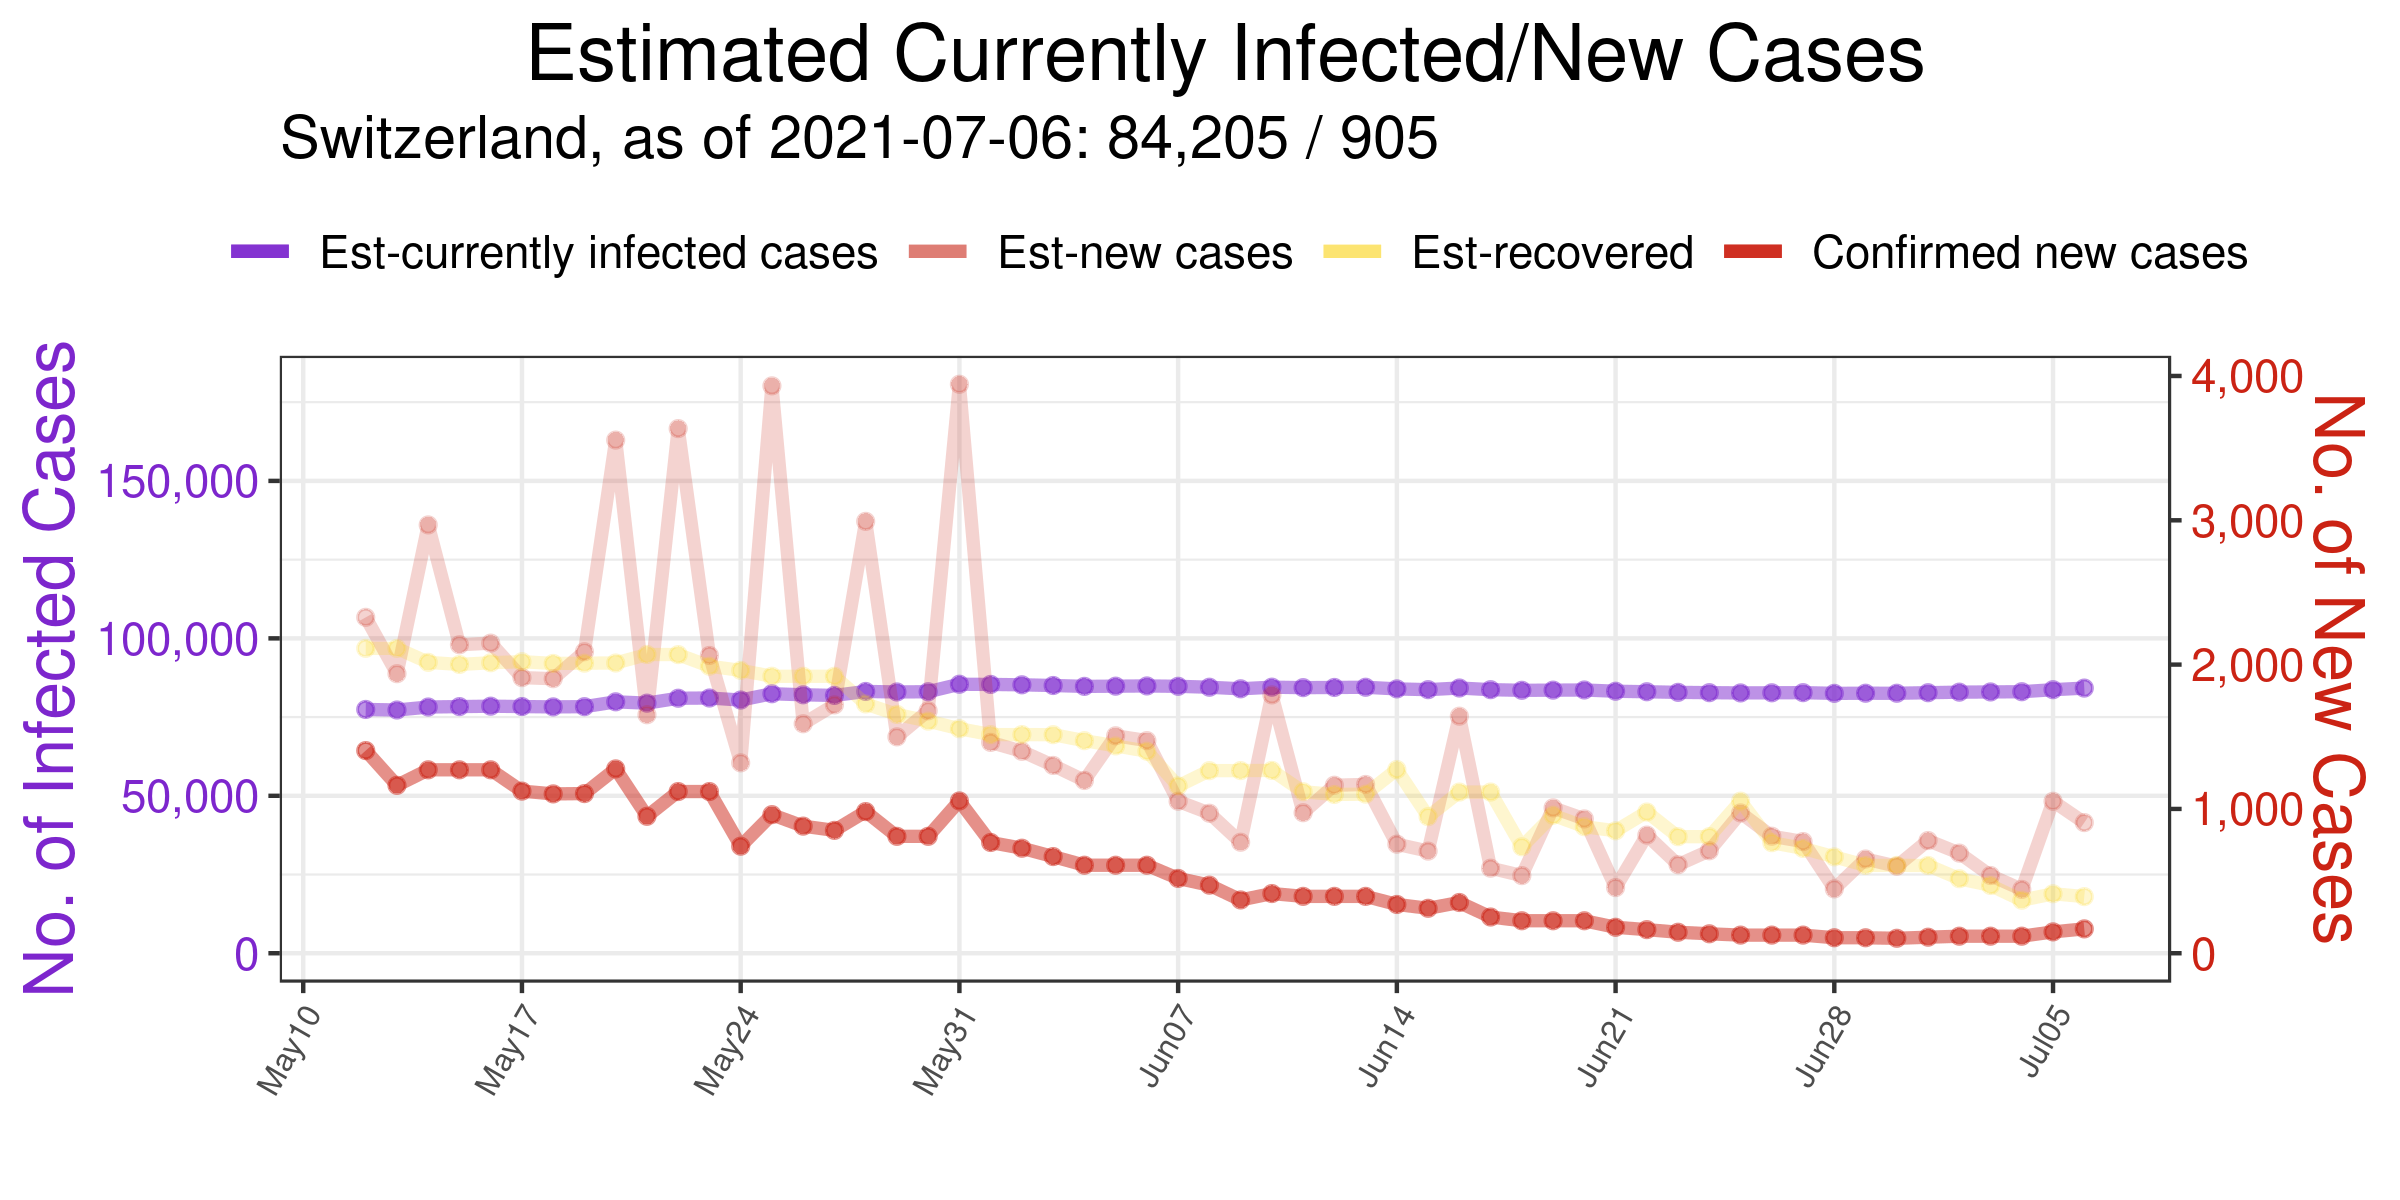 Estimated Currently Infected/New Cases
Switzerland, as of 2021-07-06: 84,205 / 905
Est-currently infected cases Est-new cases Est-recovered Confirmed new cases
No. of Infected Cases
150,000
100,000
50,000
0
4,000
3,000
2,000
1,000
0
No. of New Cases
May10 May17 May24 May31 Jun07 Jun14 Jun21 Jun28 Jul05